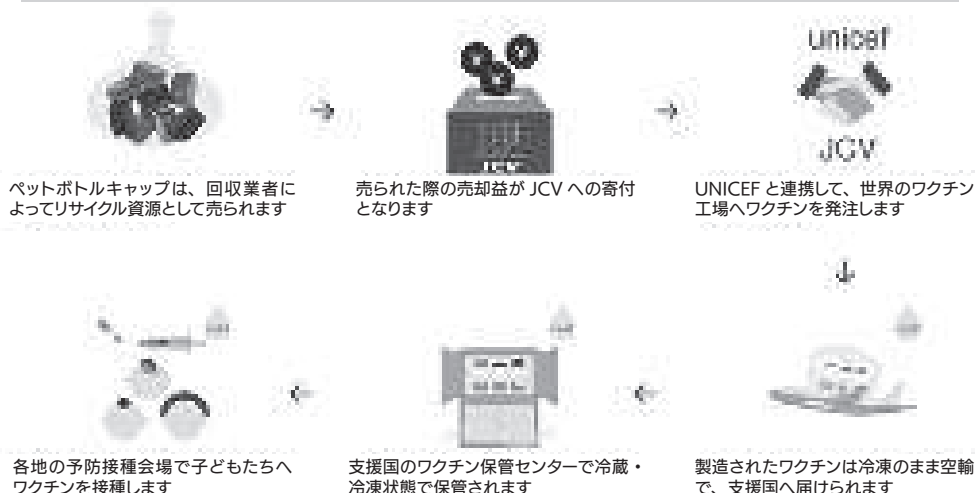 unicef
JCV
JCV
ペットボトルキャップは、回収業者に
よってリサイクル資源として売られます
売られた際の売却益が JCV への寄付
となります
UNICEF と連携して、世界のワクチン
工場へワクチンを発注します
各地の予防接種会場で子どもたちへ
ワクチンを接種します
支援国のワクチン保管センターで冷蔵・
冷凍状態で保管されます
製造されたワクチンは冷凍のまま空輸
で、支援国へ届けられます